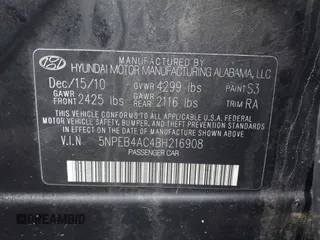 MANUFACTURED BY
HYUNDAI MOTOR MANUFACTURING ALABAMA, LLC
Dec/15/10 GVWR 4299 lbs PAINT S3
GAWR FRONT 2425 lbs GAWR REAR 2116 lbs TRIM RA
THIS VEHICLE CONFORMS TO ALL APPLICABLE
FEDERAL MOTOR VEHICLE SAFETY, BUMPER, AND
THEFT PREVENTION STANDARDS IN EFFECT ON
THE DATE OF MANUFACTURE SHOWN ABOVE.
V.I.N 5NPEB4AC4BH216908
PASSENGER CAR
BIDAMERICA